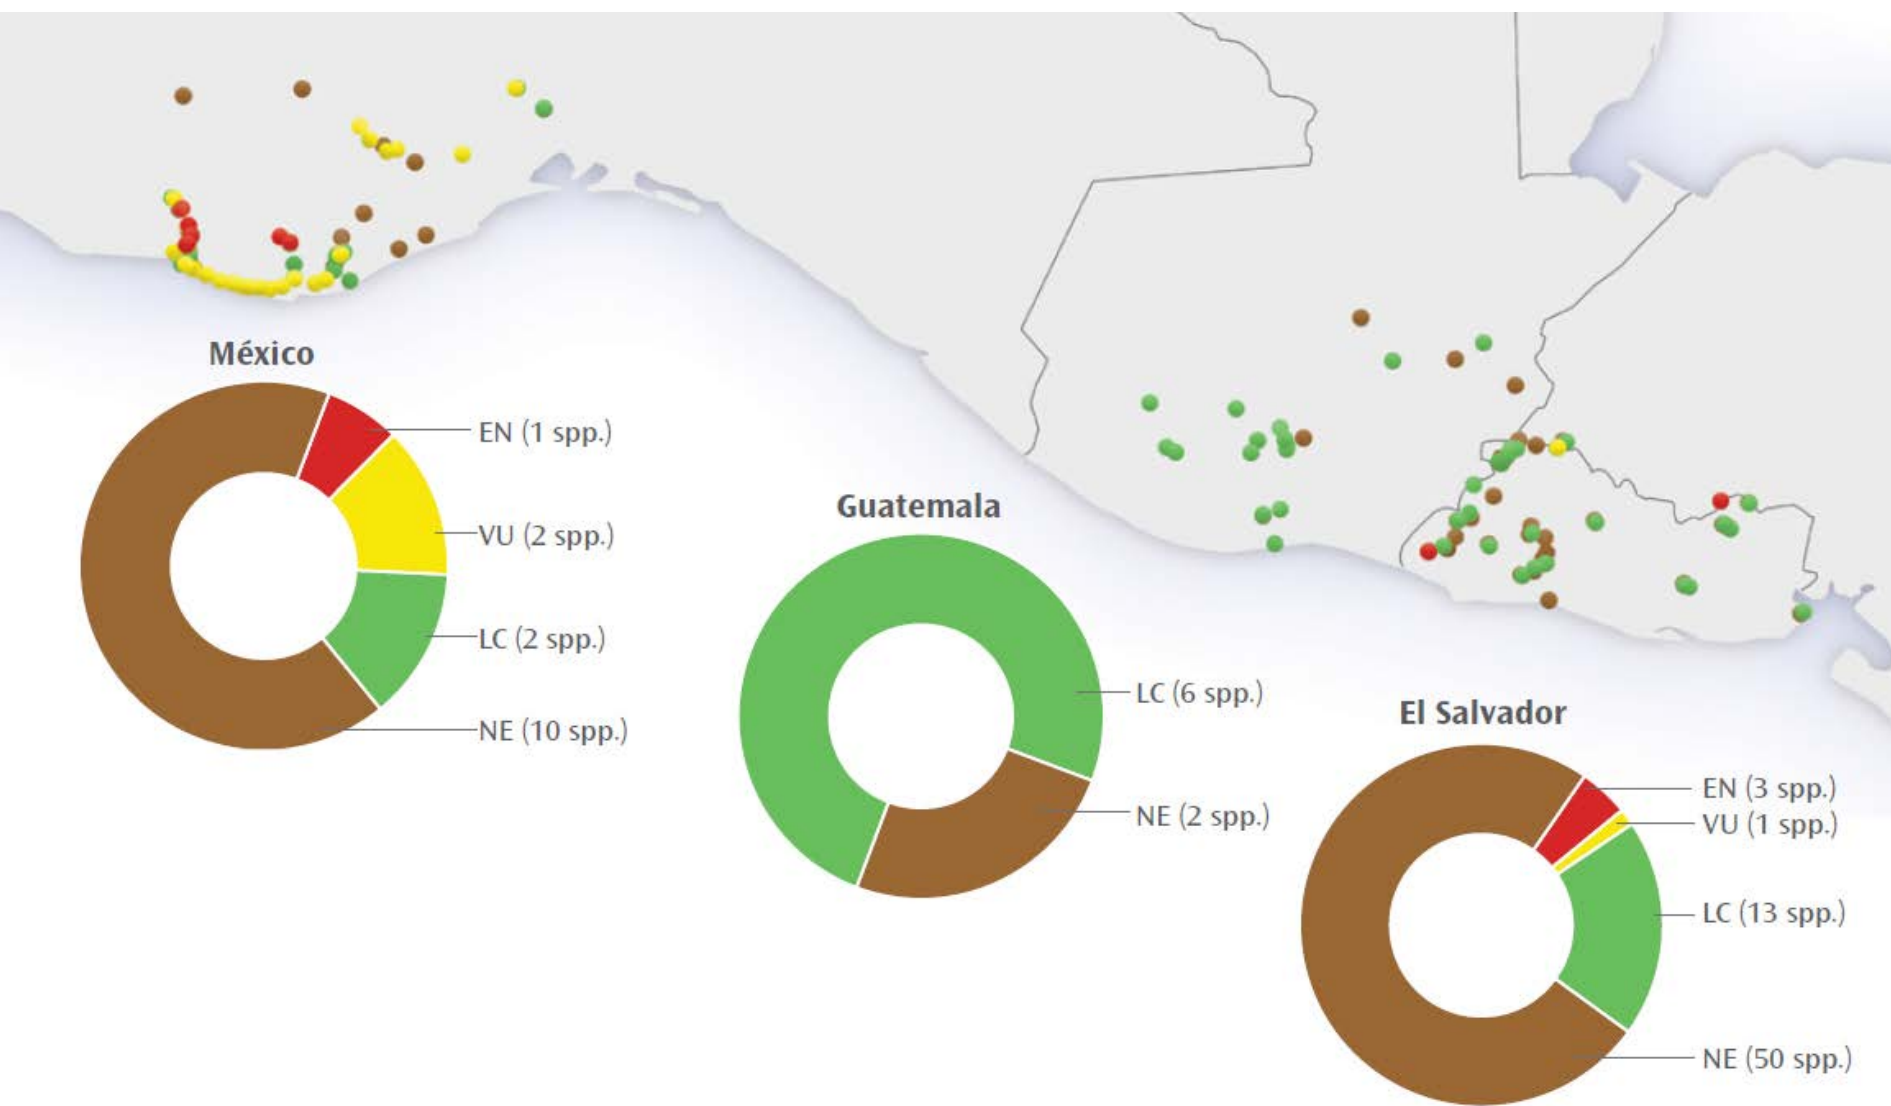 México
EN (1 spp.)
VU (2 spp.)
LC (2 spp.)
NE (10 spp.)
Guatemala
LC (6 spp.)
NE (2 spp.)
El Salvador
EN (3 spp.)
VU (1 spp.)
LC (13 spp.)
NE (50 spp.)